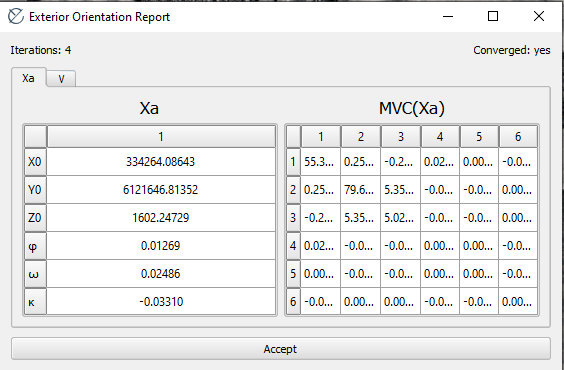 Exterior Orientation Report
Iterations: 4 Converged: yes
Xa V
Xa MVC(Xa)
1 1 2 3 4 5 6
X0 334264.08643 1 55.3... 0.25... -0.2... 0.02... 0.00... -0.0...
Y0 6121646.81352 2 0.25... 79.6... 5.35... -0.0... -0.0... 0.00...
Z0 1602.24729 3 -0.2... 5.35... 5.02... -0.0... -0.0... 0.00...
φ 0.01269 4 0.02... -0.0... -0.0... 0.00... 0.00... -0.0...
ω 0.02486 5 0.00... -0.0... -0.0... 0.00... 0.00... -0.0...
κ -0.03310 6 -0.0... 0.00... 0.00... -0.0... -0.0... 0.00...
Accept